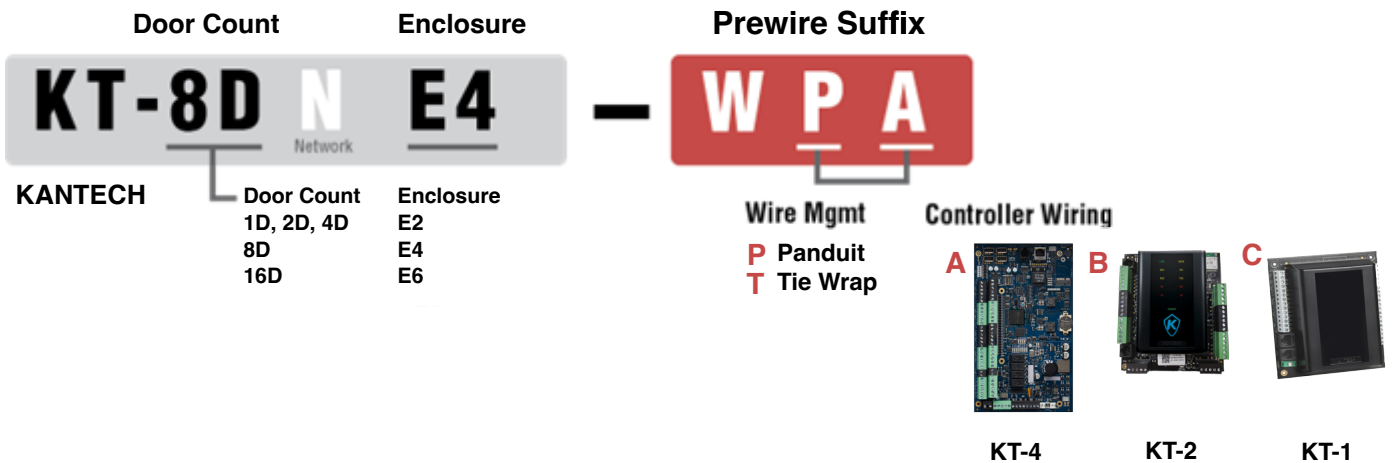 Door Count Enclosure Prewire Suffix
KT-8D N E4 - W P A
Network
KANTECH
Door Count Enclosure
1D, 2D, 4D E2
8D E4
16D E6
Wire Mgmt
P Panduit
T Tie Wrap
Controller Wiring
A B C
K
KT-4 KT-2 KT-1